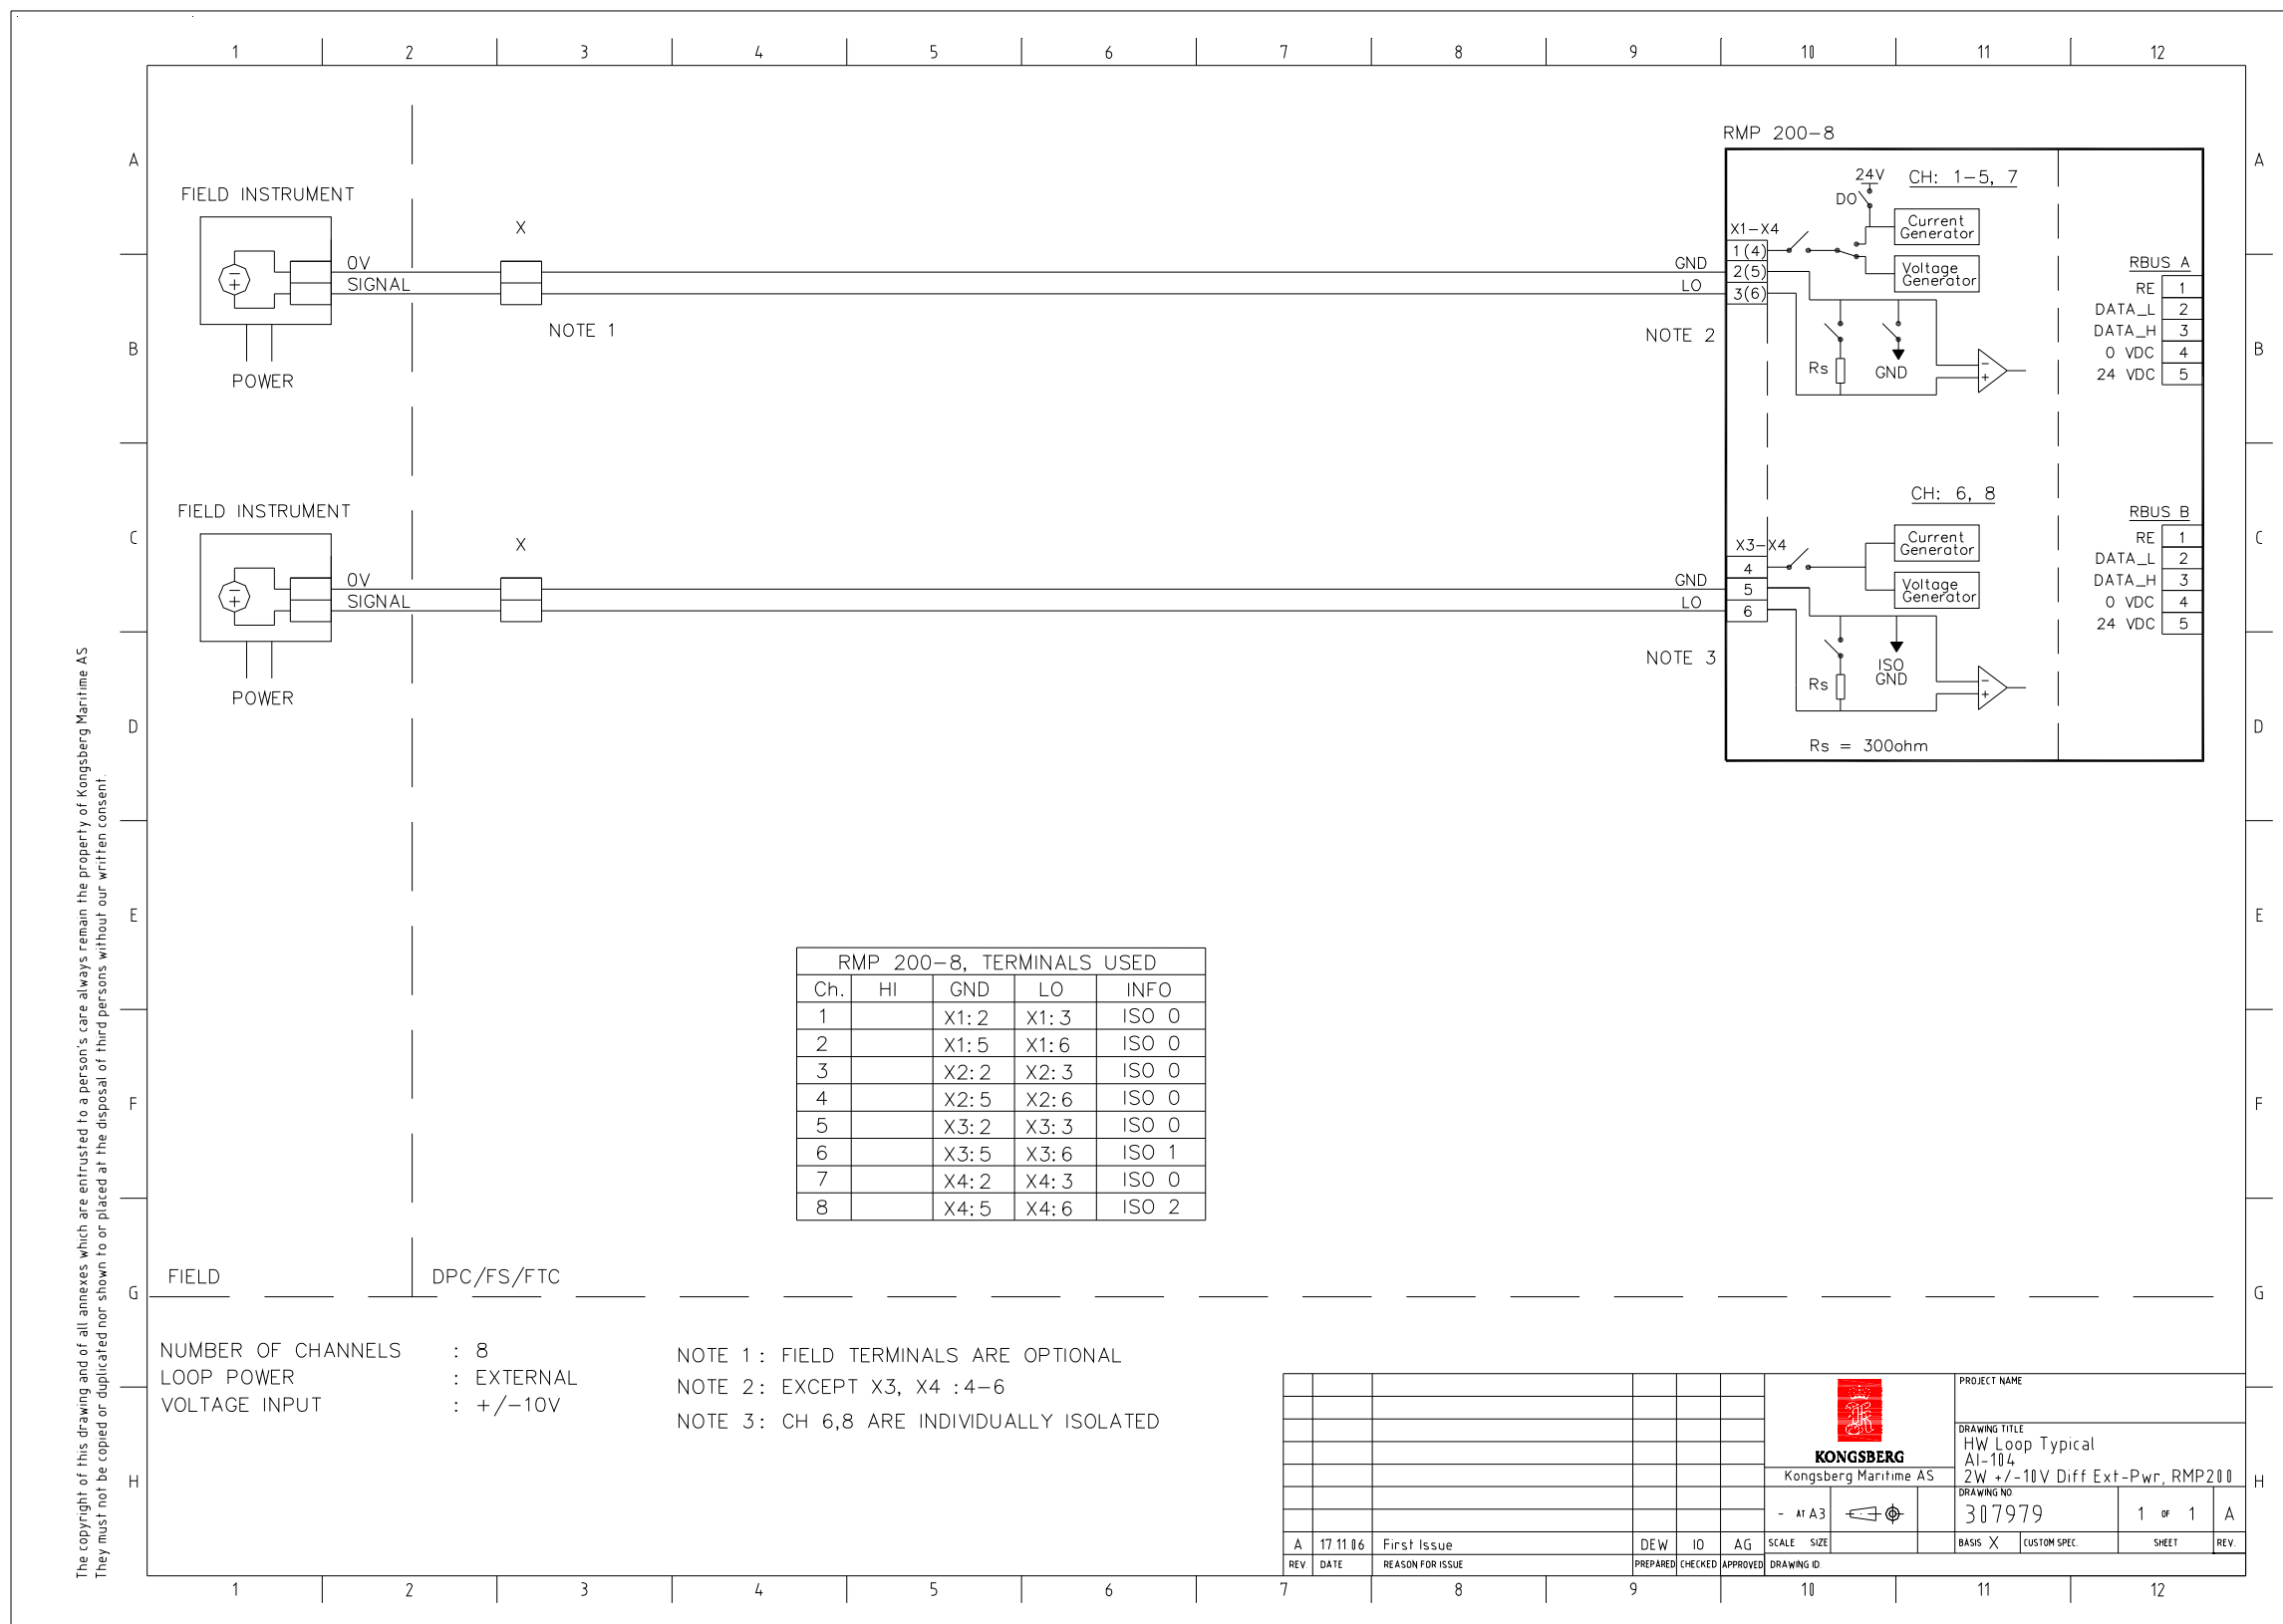 1 2 3 4 5 6 7 8 9 10 11 12
RMP 200-8
A
A
FIELD INSTRUMENT
24V
CH: 1-5, 7
DO
Current
Generator
X
X1-X4
0V
GND
1(4)
SIGNAL
LO
2(5)
3(6)
Voltage
Generator
RBUS A
RE 1
DATA_L 2
DATA_H 3
0 VDC 4
24 VDC 5
NOTE 1
NOTE 2
B
B
Rs
GND
-
+
POWER
FIELD INSTRUMENT
CH: 6, 8
C
C
X
X3-X4
Current
Generator
0V
GND
4
SIGNAL
LO
5
6
Voltage
Generator
RBUS B
RE 1
DATA_L 2
DATA_H 3
0 VDC 4
24 VDC 5
NOTE 3
ISO
GND
Rs
-
+
POWER
D
D
Rs = 300ohm
The copyright of this drawing and of all annexes which are entrusted to a person's care always remain the property of Kongsberg Maritime AS
They must not be copied or duplicated nor shown to or placed at the disposal of third persons without our written consent.
E
E
RMP 200-8, TERMINALS USED
Ch. HI GND LO INFO
1 X1:2 X1:3 ISO 0
2 X1:5 X1:6 ISO 0
3 X2:2 X2:3 ISO 0
4 X2:5 X2:6 ISO 0
5 X3:2 X3:3 ISO 0
6 X3:5 X3:6 ISO 1
7 X4:2 X4:3 ISO 0
8 X4:5 X4:6 ISO 2
F
F
FIELD
DPC/FS/FTC
G
G
NUMBER OF CHANNELS : 8
LOOP POWER : EXTERNAL
VOLTAGE INPUT : +/-10V
NOTE 1: FIELD TERMINALS ARE OPTIONAL
NOTE 2: EXCEPT X3, X4 :4-6
NOTE 3: CH 6,8 ARE INDIVIDUALLY ISOLATED
H
H
KONGSBERG
Kongsberg Maritime AS
PROJECT NAME
DRAWING TITLE
HW Loop Typical
AI-104
2W +/-10V Diff Ext-Pwr, RMP200
- AT A3
DRAWING NO.
307979
1 OF 1
A
A 17.11.06 First Issue DEW IO AG
SCALE SIZE
BASIS X
CUSTOM SPEC.
SHEET
REV.
REV. DATE REASON FOR ISSUE PREPARED CHECKED APPROVED DRAWING ID.
1 2 3 4 5 6 7 8 9 10 11 12